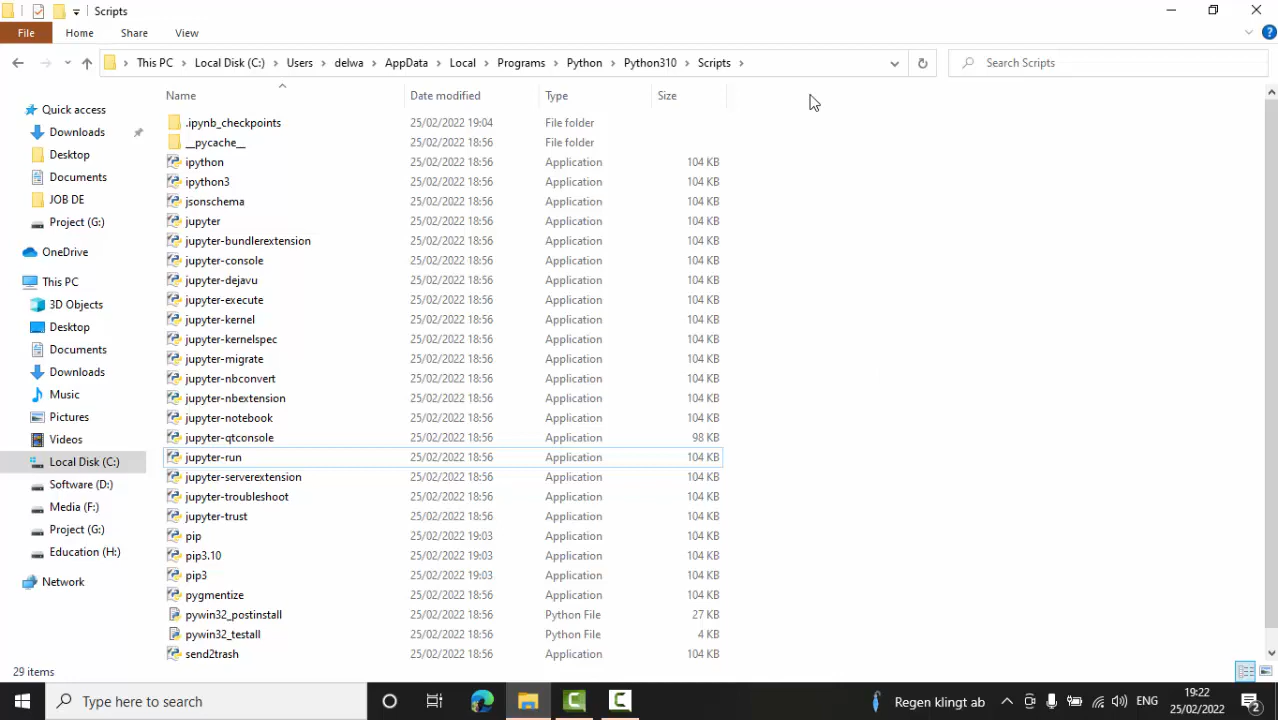 Scripts
File Home Share View
This PC Local Disk (C:) Users delwa AppData Local Programs Python Python310 Scripts Search Scripts
Name Date modified Type Size
Quick access
Downloads
Desktop
Documents
JOB DE
Project (G:)
OneDrive
This PC
3D Objects
Desktop
Documents
Downloads
Music
Pictures
Videos
Local Disk (C:)
Software (D:)
Media (F:)
Project (G:)
Education (H:)
Network
.ipynb_checkpoints 25/02/2022 19:04 File folder
__pycache__ 25/02/2022 18:56 File folder
ipython 25/02/2022 18:56 Application 104 KB
ipython3 25/02/2022 18:56 Application 104 KB
jsonschema 25/02/2022 18:56 Application 104 KB
jupyter 25/02/2022 18:56 Application 104 KB
jupyter-bundlerextension 25/02/2022 18:56 Application 104 KB
jupyter-console 25/02/2022 18:56 Application 104 KB
jupyter-dejavu 25/02/2022 18:56 Application 104 KB
jupyter-execute 25/02/2022 18:56 Application 104 KB
jupyter-kernel 25/02/2022 18:56 Application 104 KB
jupyter-kernelspec 25/02/2022 18:56 Application 104 KB
jupyter-migrate 25/02/2022 18:56 Application 104 KB
jupyter-nbconvert 25/02/2022 18:56 Application 104 KB
jupyter-nbextension 25/02/2022 18:56 Application 104 KB
jupyter-notebook 25/02/2022 18:56 Application 104 KB
jupyter-qtconsole 25/02/2022 18:56 Application 98 KB
jupyter-run 25/02/2022 18:56 Application 104 KB
jupyter-serverextension 25/02/2022 18:56 Application 104 KB
jupyter-troubleshoot 25/02/2022 18:56 Application 104 KB
jupyter-trust 25/02/2022 18:56 Application 104 KB
pip 25/02/2022 19:03 Application 104 KB
pip3.10 25/02/2022 19:03 Application 104 KB
pip3 25/02/2022 19:03 Application 104 KB
pygmentize 25/02/2022 18:56 Application 104 KB
pywin32_postinstall 25/02/2022 18:56 Python File 27 KB
pywin32_testall 25/02/2022 18:56 Python File 4 KB
send2trash 25/02/2022 18:56 Application 104 KB
29 items
Type here to search
Regen klingt ab
ENG
19:22
25/02/2022
2